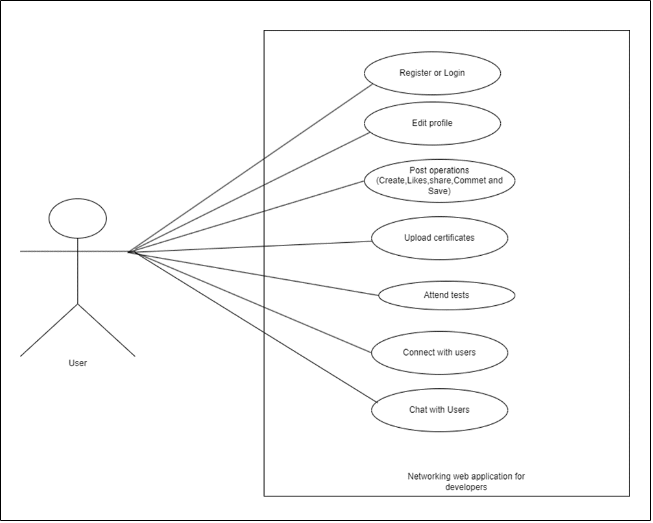 Register or Login
Edit profile
Post operations
(Create,Likes,share,Commet and
Save)
Upload certificates
Attend tests
User
Connect with users
Chat with Users
Networking web application for
developers